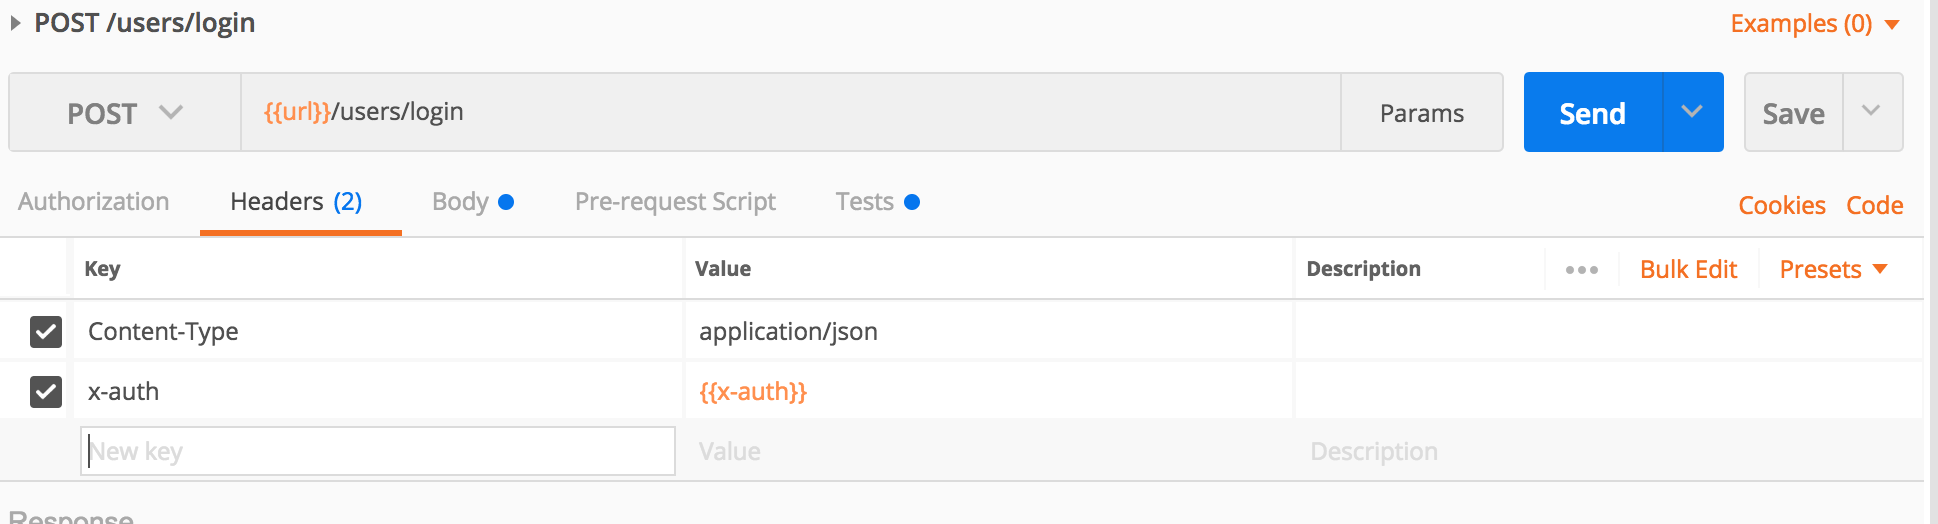 POST /users/login
Examples (0)
POST {{url}}/users/login Params Send Save
Authorization Headers (2) Body Pre-request Script Tests Cookies Code
Key Value Description Bulk Edit Presets
Content-Type application/json
x-auth {{x-auth}}
New key Value Description
Response